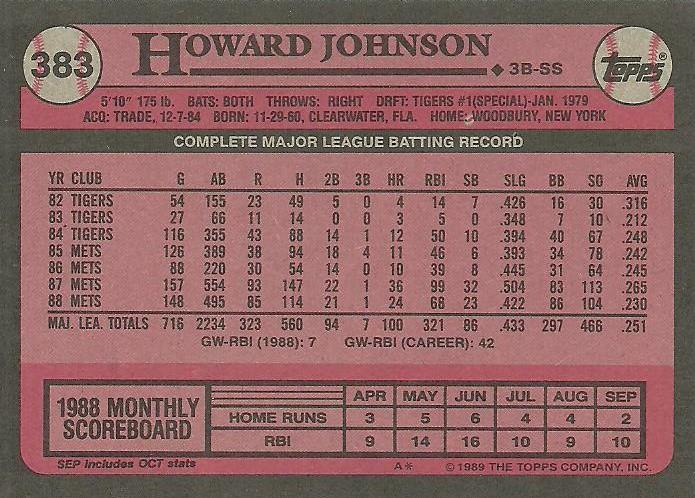 383
HOWARD JOHNSON
◆ 3B-SS
TOPPS®
5'10" 175 lb. BATS: BOTH THROWS: RIGHT DRFT: TIGERS #1(SPECIAL)-JAN. 1979
ACQ: TRADE, 12-7-84 BORN: 11-29-60, CLEARWATER, FLA. HOME: WOODBURY, NEW YORK
COMPLETE MAJOR LEAGUE BATTING RECORD
YR CLUB G AB R H 2B 3B HR RBI SB SLG BB SO AVG
82 TIGERS 54 155 23 49 5 0 4 14 7 .426 16 30 .316
83 TIGERS 27 66 11 14 0 0 3 5 0 .348 7 10 .212
84 TIGERS 116 355 43 88 14 1 12 50 10 .394 40 67 .248
85 METS 126 389 38 94 18 4 11 46 6 .393 34 78 .242
86 METS 88 220 30 54 14 0 10 39 8 .445 31 64 .245
87 METS 157 554 93 147 22 1 36 99 32 .504 83 113 .265
88 METS 148 495 85 114 21 1 24 68 23 .422 86 104 .230
MAJ. LEA. TOTALS 716 2234 323 560 94 7 100 321 86 .433 297 466 .251
GW-RBI (1988): 7 GW-RBI (CAREER): 42
1988 MONTHLY
SCOREBOARD
APR MAY JUN JUL AUG SEP
HOME RUNS 3 5 6 4 4 2
RBI 9 14 16 10 9 10
SEP includes OCT stats
A* © 1989 THE TOPPS COMPANY, INC.